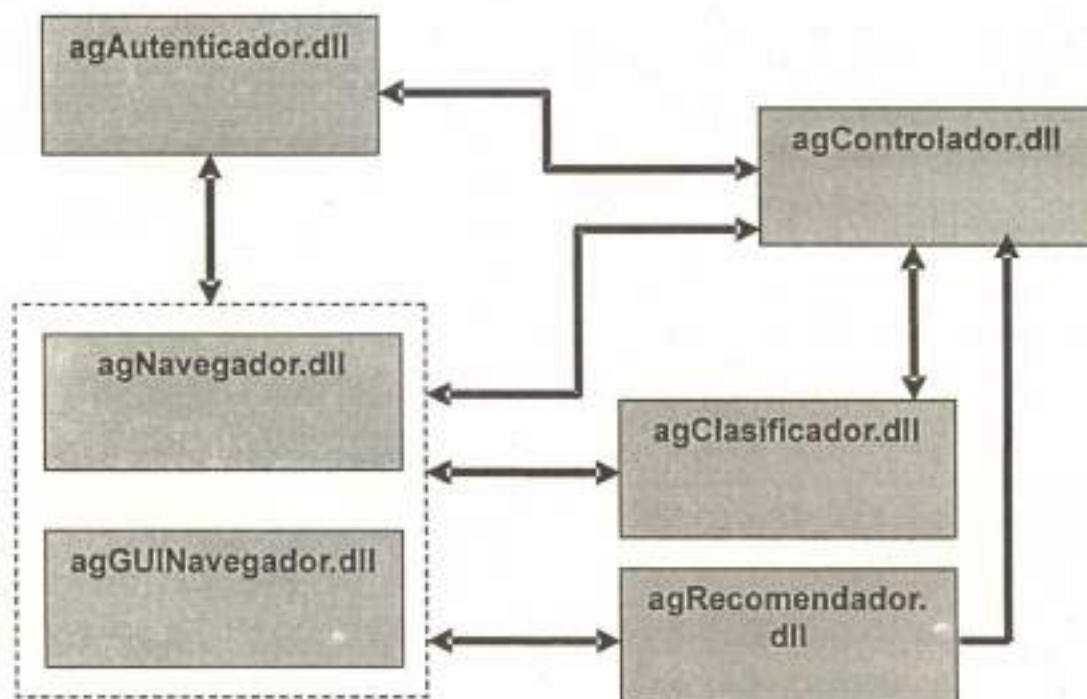 agAutenticador.dll
agControlador.dll
agNavegador.dll
agClasificador.dll
agGUINavegador.dll
agRecomendador.
dll